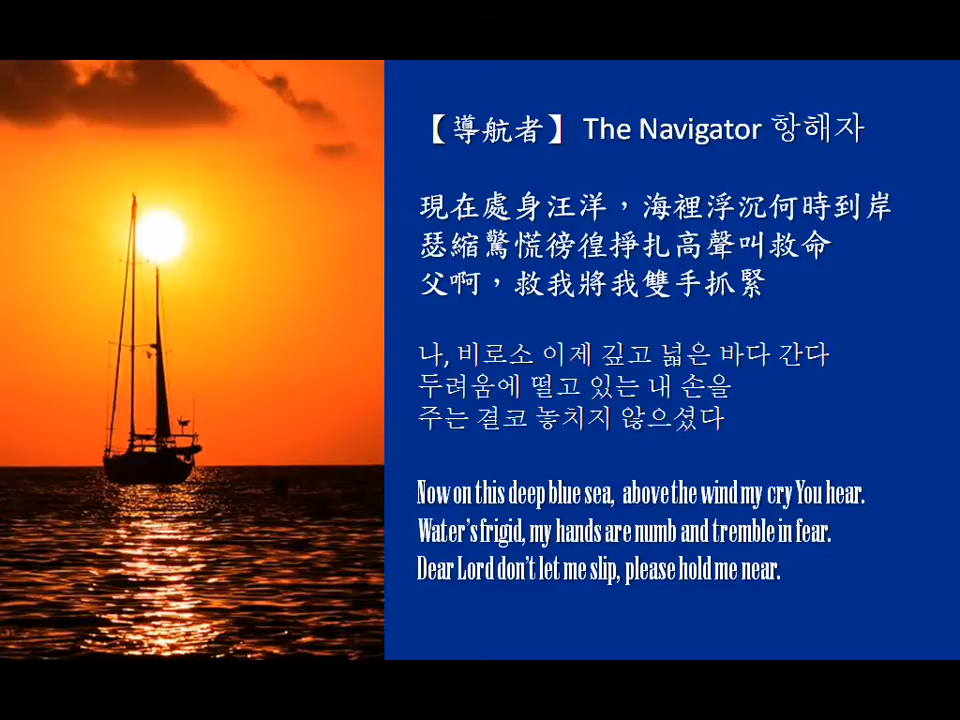 【導航者】 The Navigator 항해자
現在處身汪洋，海裡浮沉何時到岸
瑟縮驚慌徬徨掙扎高聲叫救命
父啊，救我將我雙手抓緊
나, 비로소 이제 깊고 넓은 바다 간다
두려움에 떨고 있는 내 손을
주는 결코 놓치지 않으셨다
Now on this deep blue sea, above the wind my cry You hear.
Water's frigid, my hands are numb and tremble in fear.
Dear Lord don't let me slip, please hold me near.